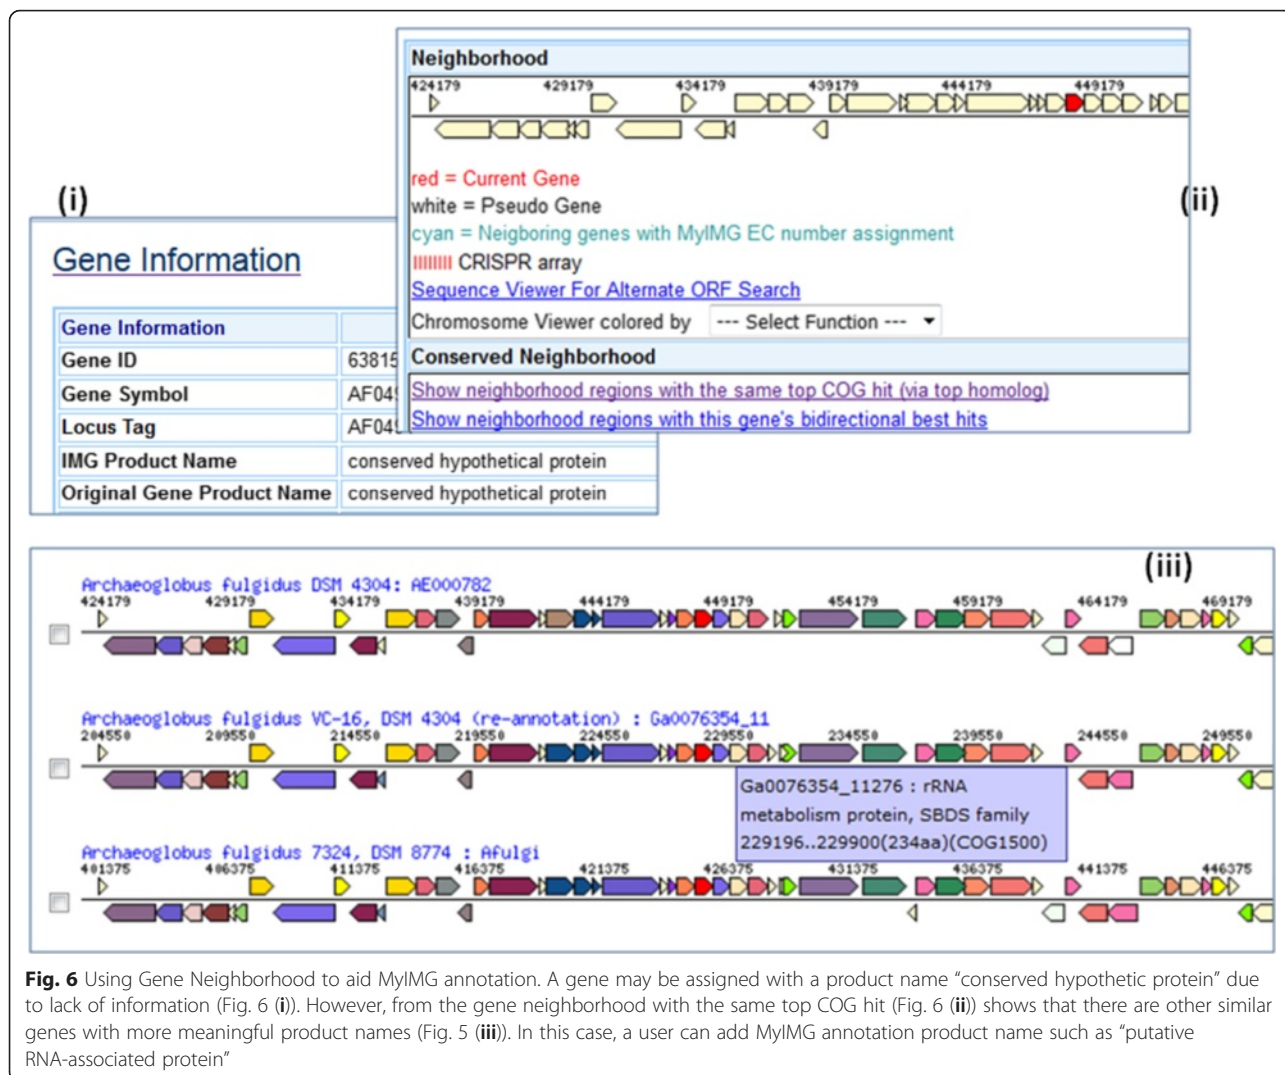 (i)
Gene Information
Gene Information
Gene ID 63815
Gene Symbol AF049
Locus Tag AF049
IMG Product Name conserved hypothetical protein
Original Gene Product Name conserved hypothetical protein
(ii)
Neighborhood
424179 429179 434179 439179 444179 449179
red = Current Gene
white = Pseudo Gene
cyan = Neigboring genes with MyIMG EC number assignment
CRISPR array
Sequence Viewer For Alternate ORF Search
Chromosome Viewer colored by --- Select Function ---
Conserved Neighborhood
Show neighborhood regions with the same top COG hit (via top homolog)
Show neighborhood regions with this gene's bidirectional best hits
(iii)
Archaeoglobus fulgidus DSM 4304: AE000782
424179 429179 434179 439179 444179 449179 454179 459179 464179 469179
Archaeoglobus fulgidus VC-16, DSM 4304 (re-annotation) : Ga0076354_11
204550 209550 214550 219550 224550 229550 234550 239550 244550 249550
Ga0076354_11276 : rRNA
metabolism protein, SBDS family
229196..229900(234aa)(COG1500)
Archaeoglobus fulgidus 7324, DSM 8774 : Afulgi
401375 406375 411375 416375 421375 426375 431375 436375 441375 446375
Fig. 6 Using Gene Neighborhood to aid MyIMG annotation. A gene may be assigned with a product name “conserved hypothetic protein” due
to lack of information (Fig. 6 (i)). However, from the gene neighborhood with the same top COG hit (Fig. 6 (ii)) shows that there are other similar
genes with more meaningful product names (Fig. 5 (iii)). In this case, a user can add MyIMG annotation product name such as “putative
RNA-associated protein”